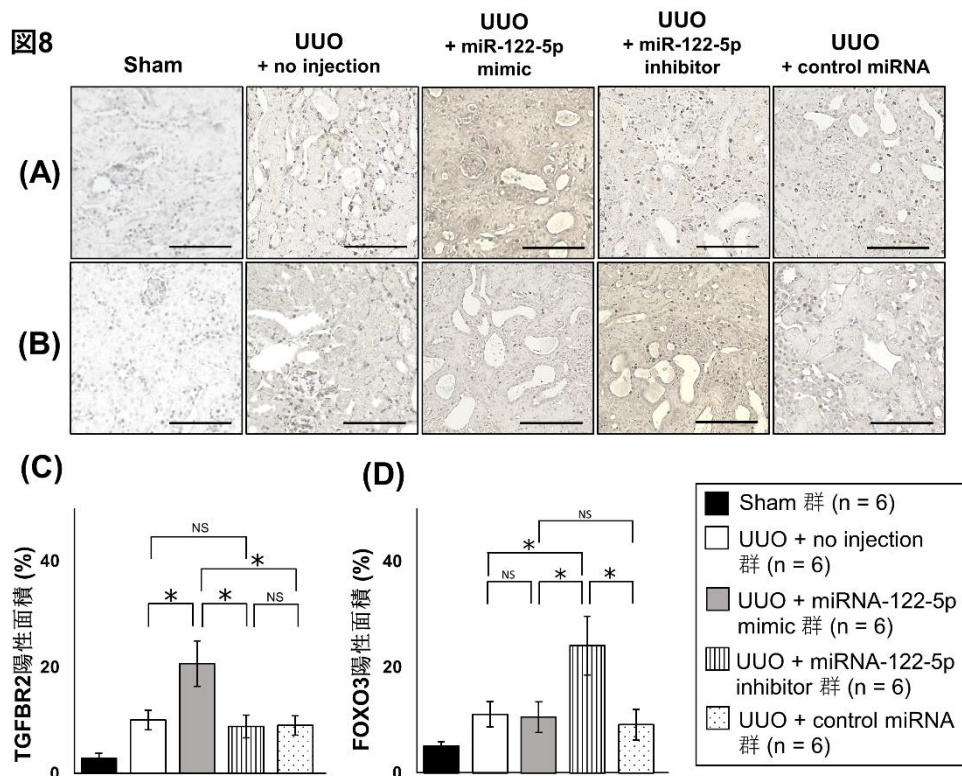 図8
Sham
UUO
+ no injection
UUO
+ miR-122-5p
mimic
UUO
+ miR-122-5p
inhibitor
UUO
+ control miRNA
(A)
(B)
(C)
TGFBR2陽性面積 (%)
40
20
0
NS
*
*
*
NS
(D)
FOXO3陽性面積 (%)
40
20
0
NS
*
NS
*
*
Sham 群 (n = 6)
UUO + no injection
群 (n = 6)
UUO + miRNA-122-5p
mimic 群 (n = 6)
UUO + miRNA-122-5p
inhibitor 群 (n = 6)
UUO + control miRNA
群 (n = 6)